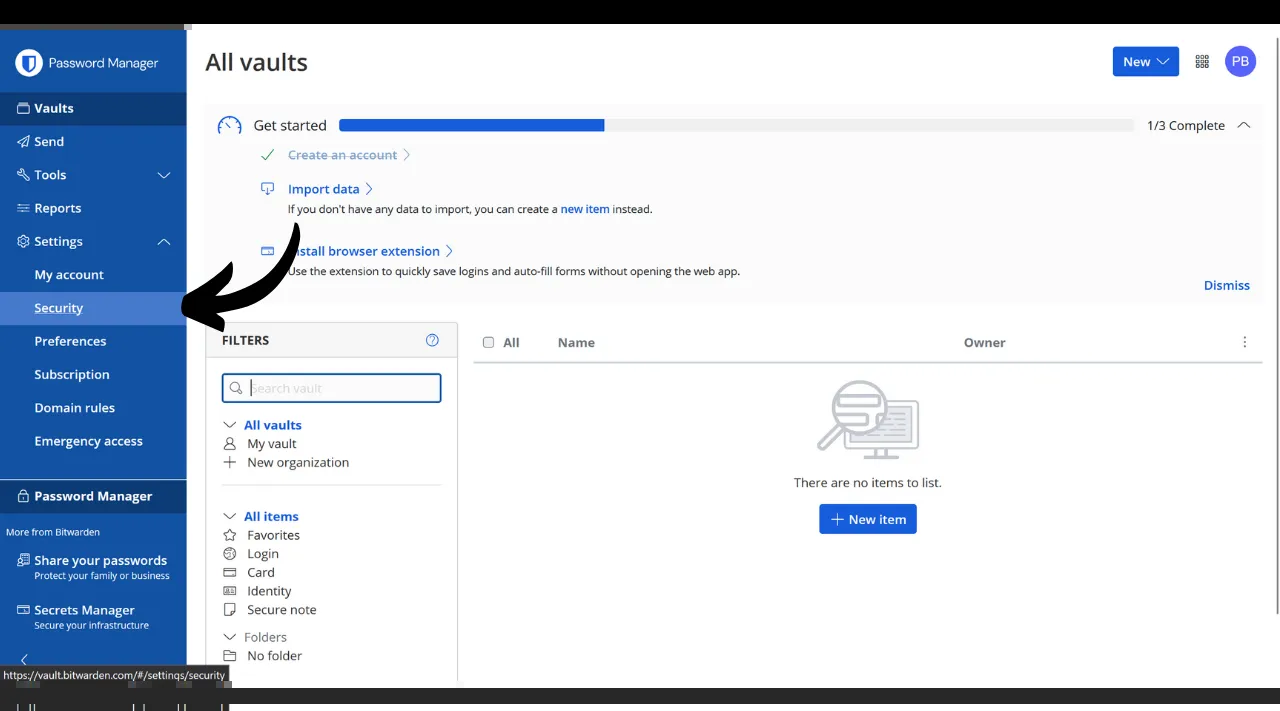 Password Manager
Vaults
Send
Tools
Reports
Settings
My account
Security
Preferences
Subscription
Domain rules
Emergency access
Password Manager
More from Bitwarden
Share your passwords
Protect your family or business
Secrets Manager
Secure your infrastructure
https://vault.bitwarden.com/#/settings/security
All vaults
New
PB
Get started
1/3 Complete
Create an account
Import data
If you don't have any data to import, you can create a new item instead.
Install browser extension
Use the extension to quickly save logins and auto-fill forms without opening the web app.
Dismiss
FILTERS
Search vault
All vaults
My vault
New organization
All items
Favorites
Login
Card
Identity
Secure note
Folders
No folder
All Name Owner
There are no items to list.
New item